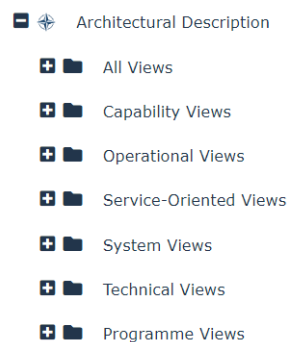 Architectural Description
All Views
Capability Views
Operational Views
Service-Oriented Views
System Views
Technical Views
Programme Views